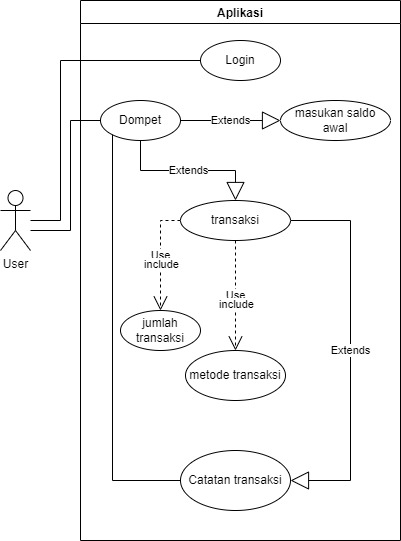 Aplikasi
Login
Dompet
Extends
masukan saldo
awal
Extends
transaksi
User
Use
include
Use
include
jumlah
transaksi
Extends
metode transaksi
Catatan transaksi